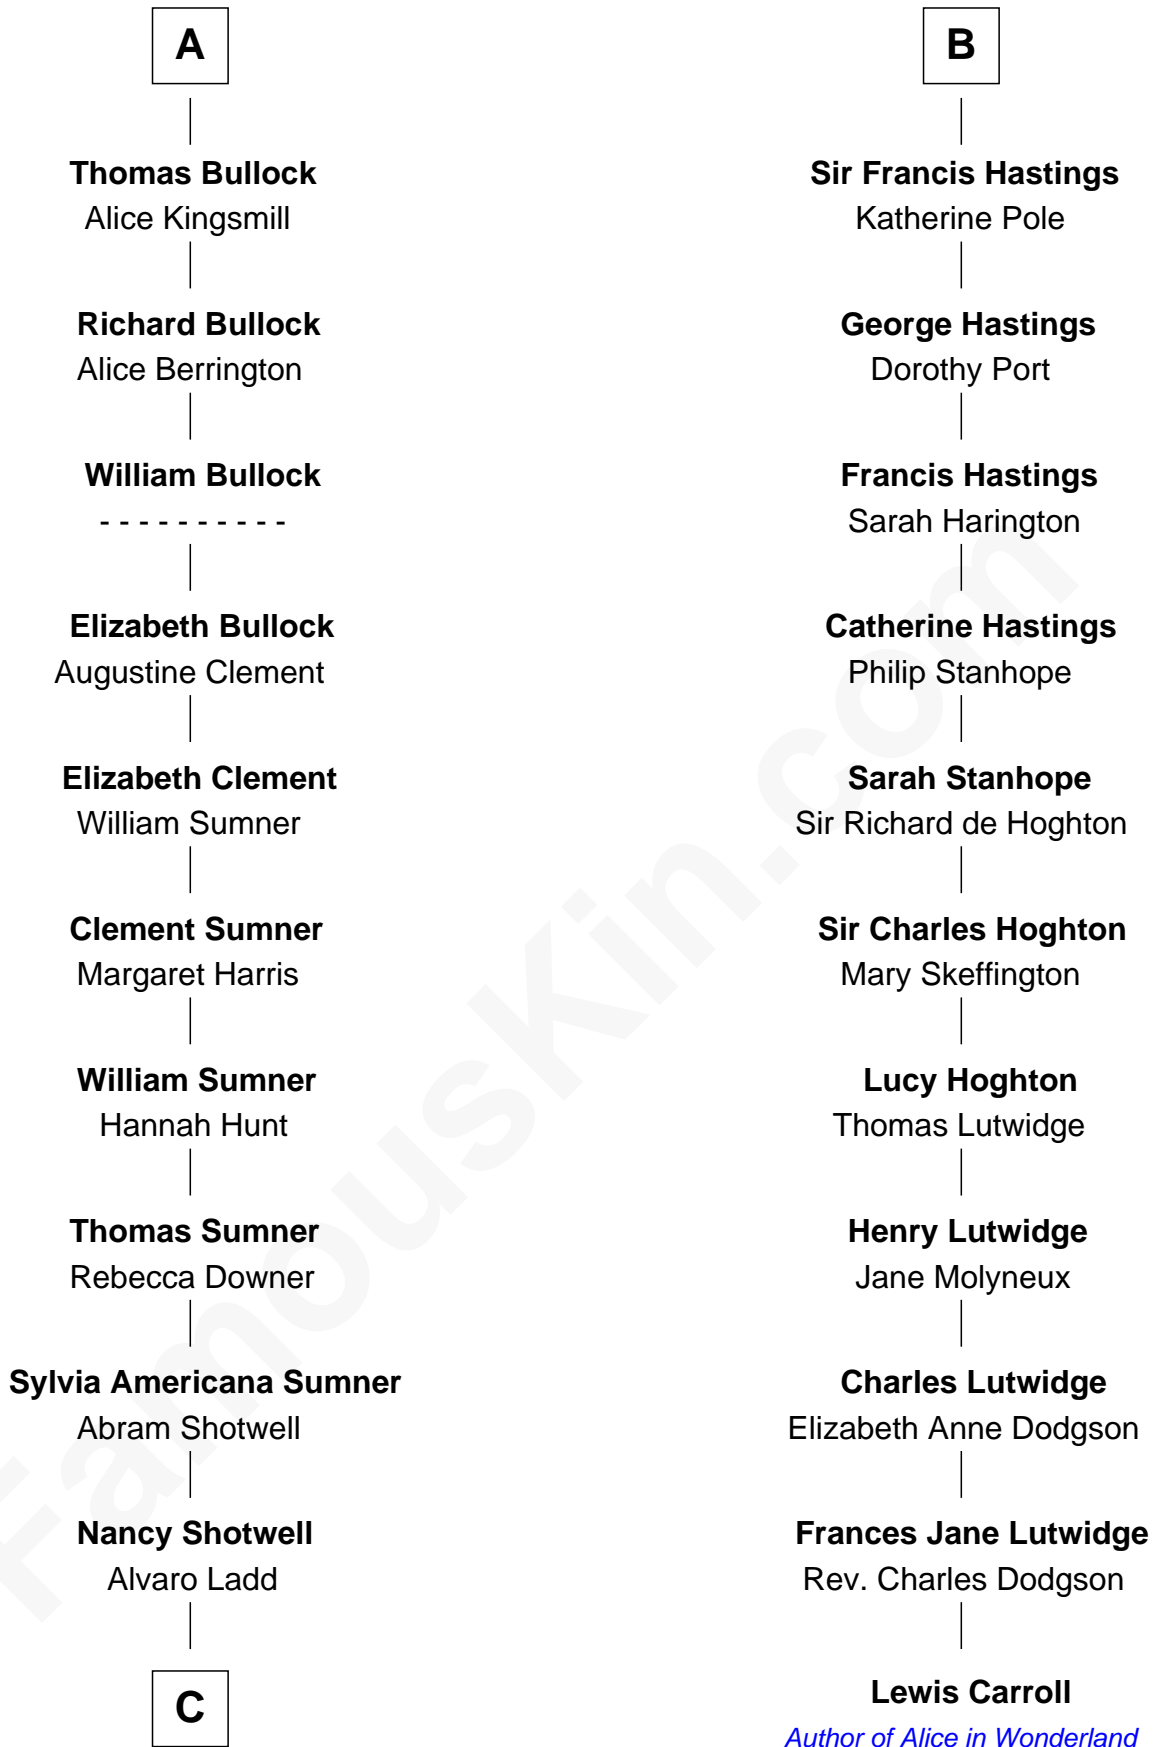 A
Thomas Bullock
Alice Kingsmill
Richard Bullock
Alice Berrington
William Bullock
- - - - - - - - - -
Elizabeth Bullock
Augustine Clement
Elizabeth Clement
William Sumner
Clement Sumner
Margaret Harris
William Sumner
Hannah Hunt
Thomas Sumner
Rebecca Downer
Sylvia Americana Sumner
Abram Shotwell
Nancy Shotwell
Alvaro Ladd
C
B
Sir Francis Hastings
Katherine Pole
George Hastings
Dorothy Port
Francis Hastings
Sarah Harington
Catherine Hastings
Philip Stanhope
Sarah Stanhope
Sir Richard de Hoghton
Sir Charles Hoghton
Mary Skeffington
Lucy Hoghton
Thomas Lutwidge
Henry Lutwidge
Jane Molyneux
Charles Lutwidge
Elizabeth Anne Dodgson
Frances Jane Lutwidge
Rev. Charles Dodgson
Lewis Carroll
Author of Alice in Wonderland
FamousKin.com